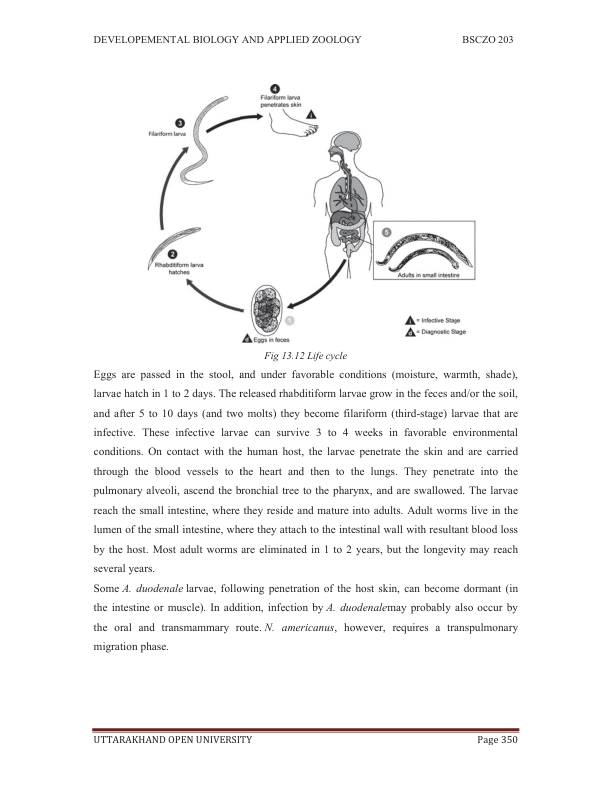 DEVELOPEMENTAL BIOLOGY AND APPLIED ZOOLOGY BSCZO 203
4
Filariform larva
penetrates skin
i
3
Filariform larva
5
2
Rhabditiform larva
hatches
Adults in small intestine
1
d Eggs in feces
i = Infective Stage
d = Diagnostic Stage
Fig 13.12 Life cycle
Eggs are passed in the stool, and under favorable conditions (moisture, warmth, shade),
larvae hatch in 1 to 2 days. The released rhabditiform larvae grow in the feces and/or the soil,
and after 5 to 10 days (and two molts) they become filariform (third-stage) larvae that are
infective. These infective larvae can survive 3 to 4 weeks in favorable environmental
conditions. On contact with the human host, the larvae penetrate the skin and are carried
through the blood vessels to the heart and then to the lungs. They penetrate into the
pulmonary alveoli, ascend the bronchial tree to the pharynx, and are swallowed. The larvae
reach the small intestine, where they reside and mature into adults. Adult worms live in the
lumen of the small intestine, where they attach to the intestinal wall with resultant blood loss
by the host. Most adult worms are eliminated in 1 to 2 years, but the longevity may reach
several years.
Some A. duodenale larvae, following penetration of the host skin, can become dormant (in
the intestine or muscle). In addition, infection by A. duodenalemay probably also occur by
the oral and transmammary route. N. americanus, however, requires a transpulmonary
migration phase.
UTTARAKHAND OPEN UNIVERSITY Page 350